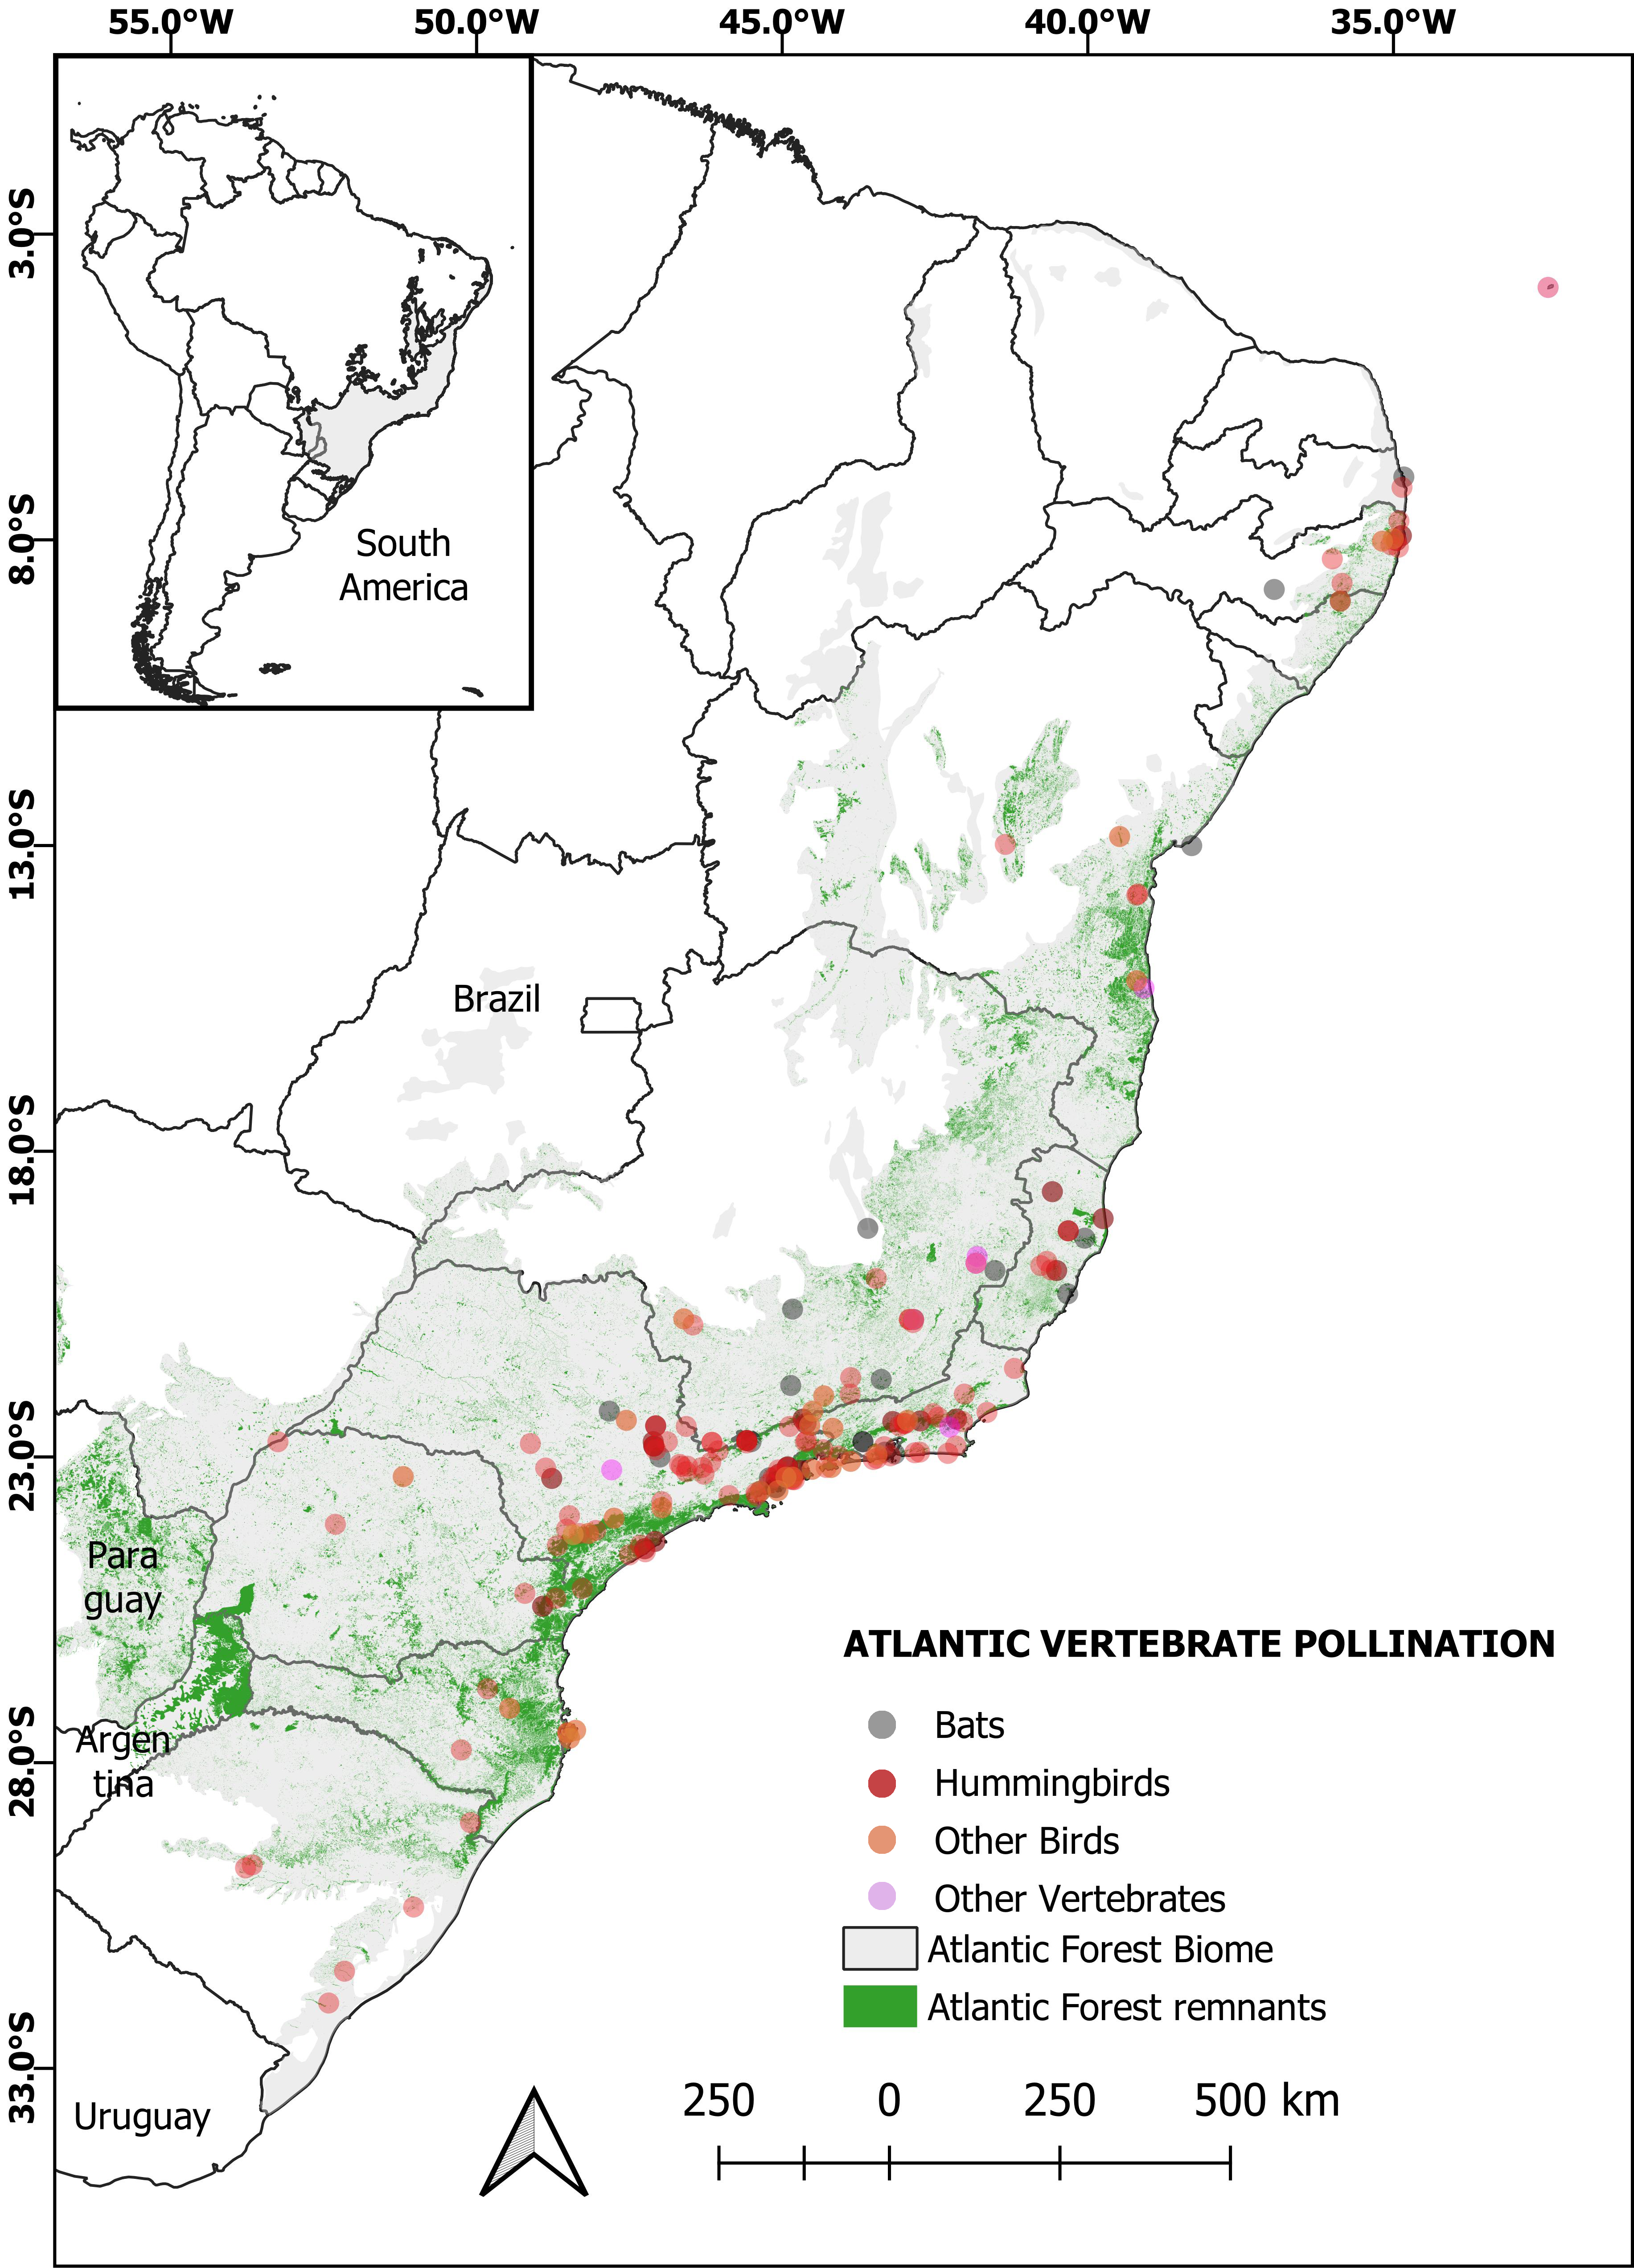 55.0°W 50.0°W 45.0°W 40.0°W 35.0°W
3.0°S
8.0°S
13.0°S
18.0°S
23.0°S
28.0°S
33.0°S
South
America
Brazil
Para
guay
Argen
tina
Uruguay
ATLANTIC VERTEBRATE POLLINATION
Bats
Hummingbirds
Other Birds
Other Vertebrates
Atlantic Forest Biome
Atlantic Forest remnants
250 0 250 500 km